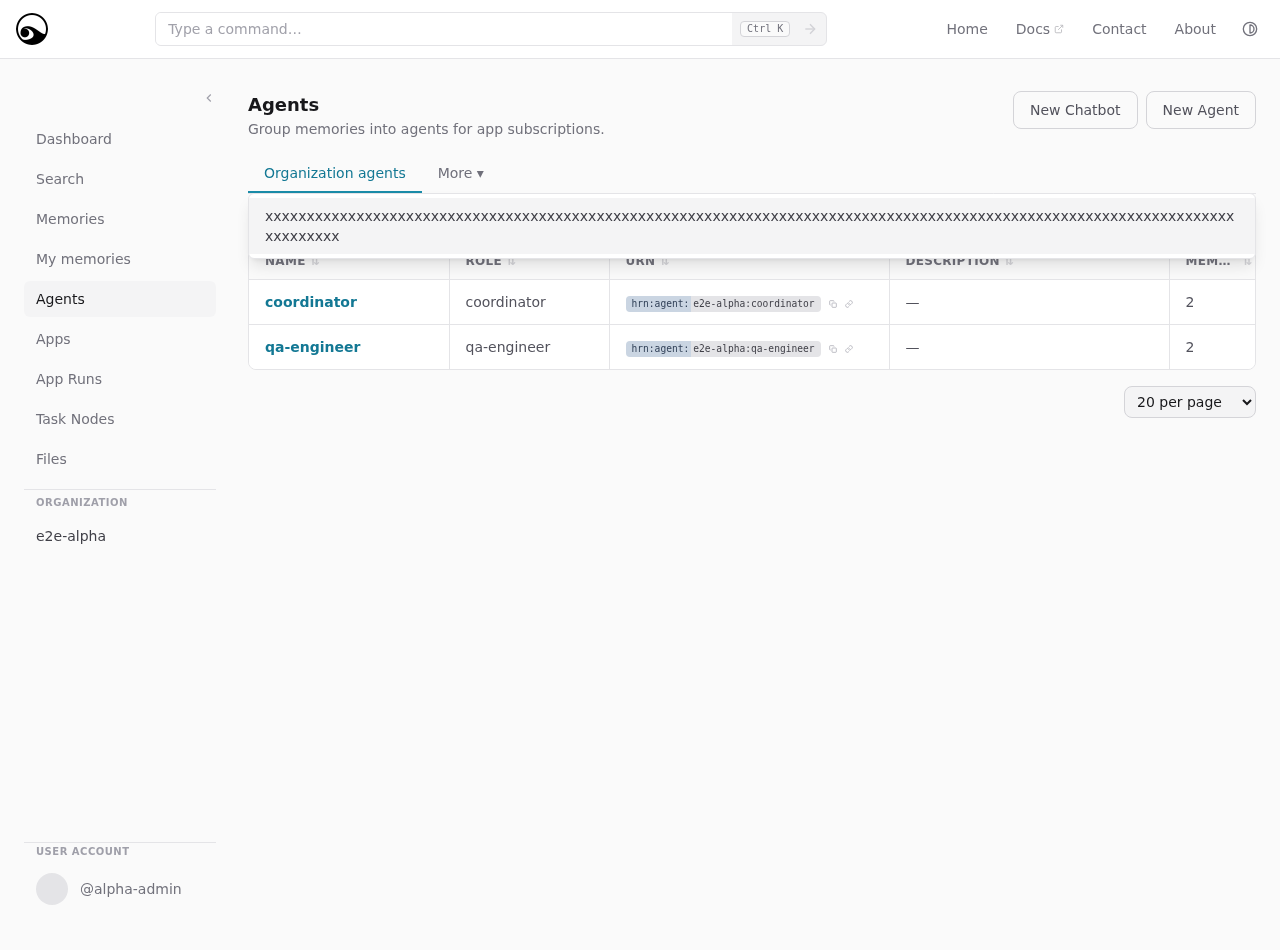 Type a command...
Ctrl K
Home
Docs
Contact
About
Agents
Group memories into agents for app subscriptions.
New Chatbot
New Agent
Dashboard
Search
Memories
My memories
Agents
Apps
App Runs
Task Nodes
Files
ORGANIZATION
e2e-alpha
USER ACCOUNT
@alpha-admin
Organization agents
More ▾
xxxxxxxxxxxxxxxxxxxxxxxxxxxxxxxxxxxxxxxxxxxxxxxxxxxxxxxxxxxxxxxxxxxxxxxxxxxxxxxxxxxxxxxxxxxxxxxxxxxxxxxxxxxxxxxxxxxxx
xxxxxxxxx
NAME ⇅ ROLE ⇅ URN ⇅ DESCRIPTION ⇅ MEM... ⇅
coordinator coordinator hrn:agent:e2e-alpha:coordinator — 2
qa-engineer qa-engineer hrn:agent:e2e-alpha:qa-engineer — 2
20 per page